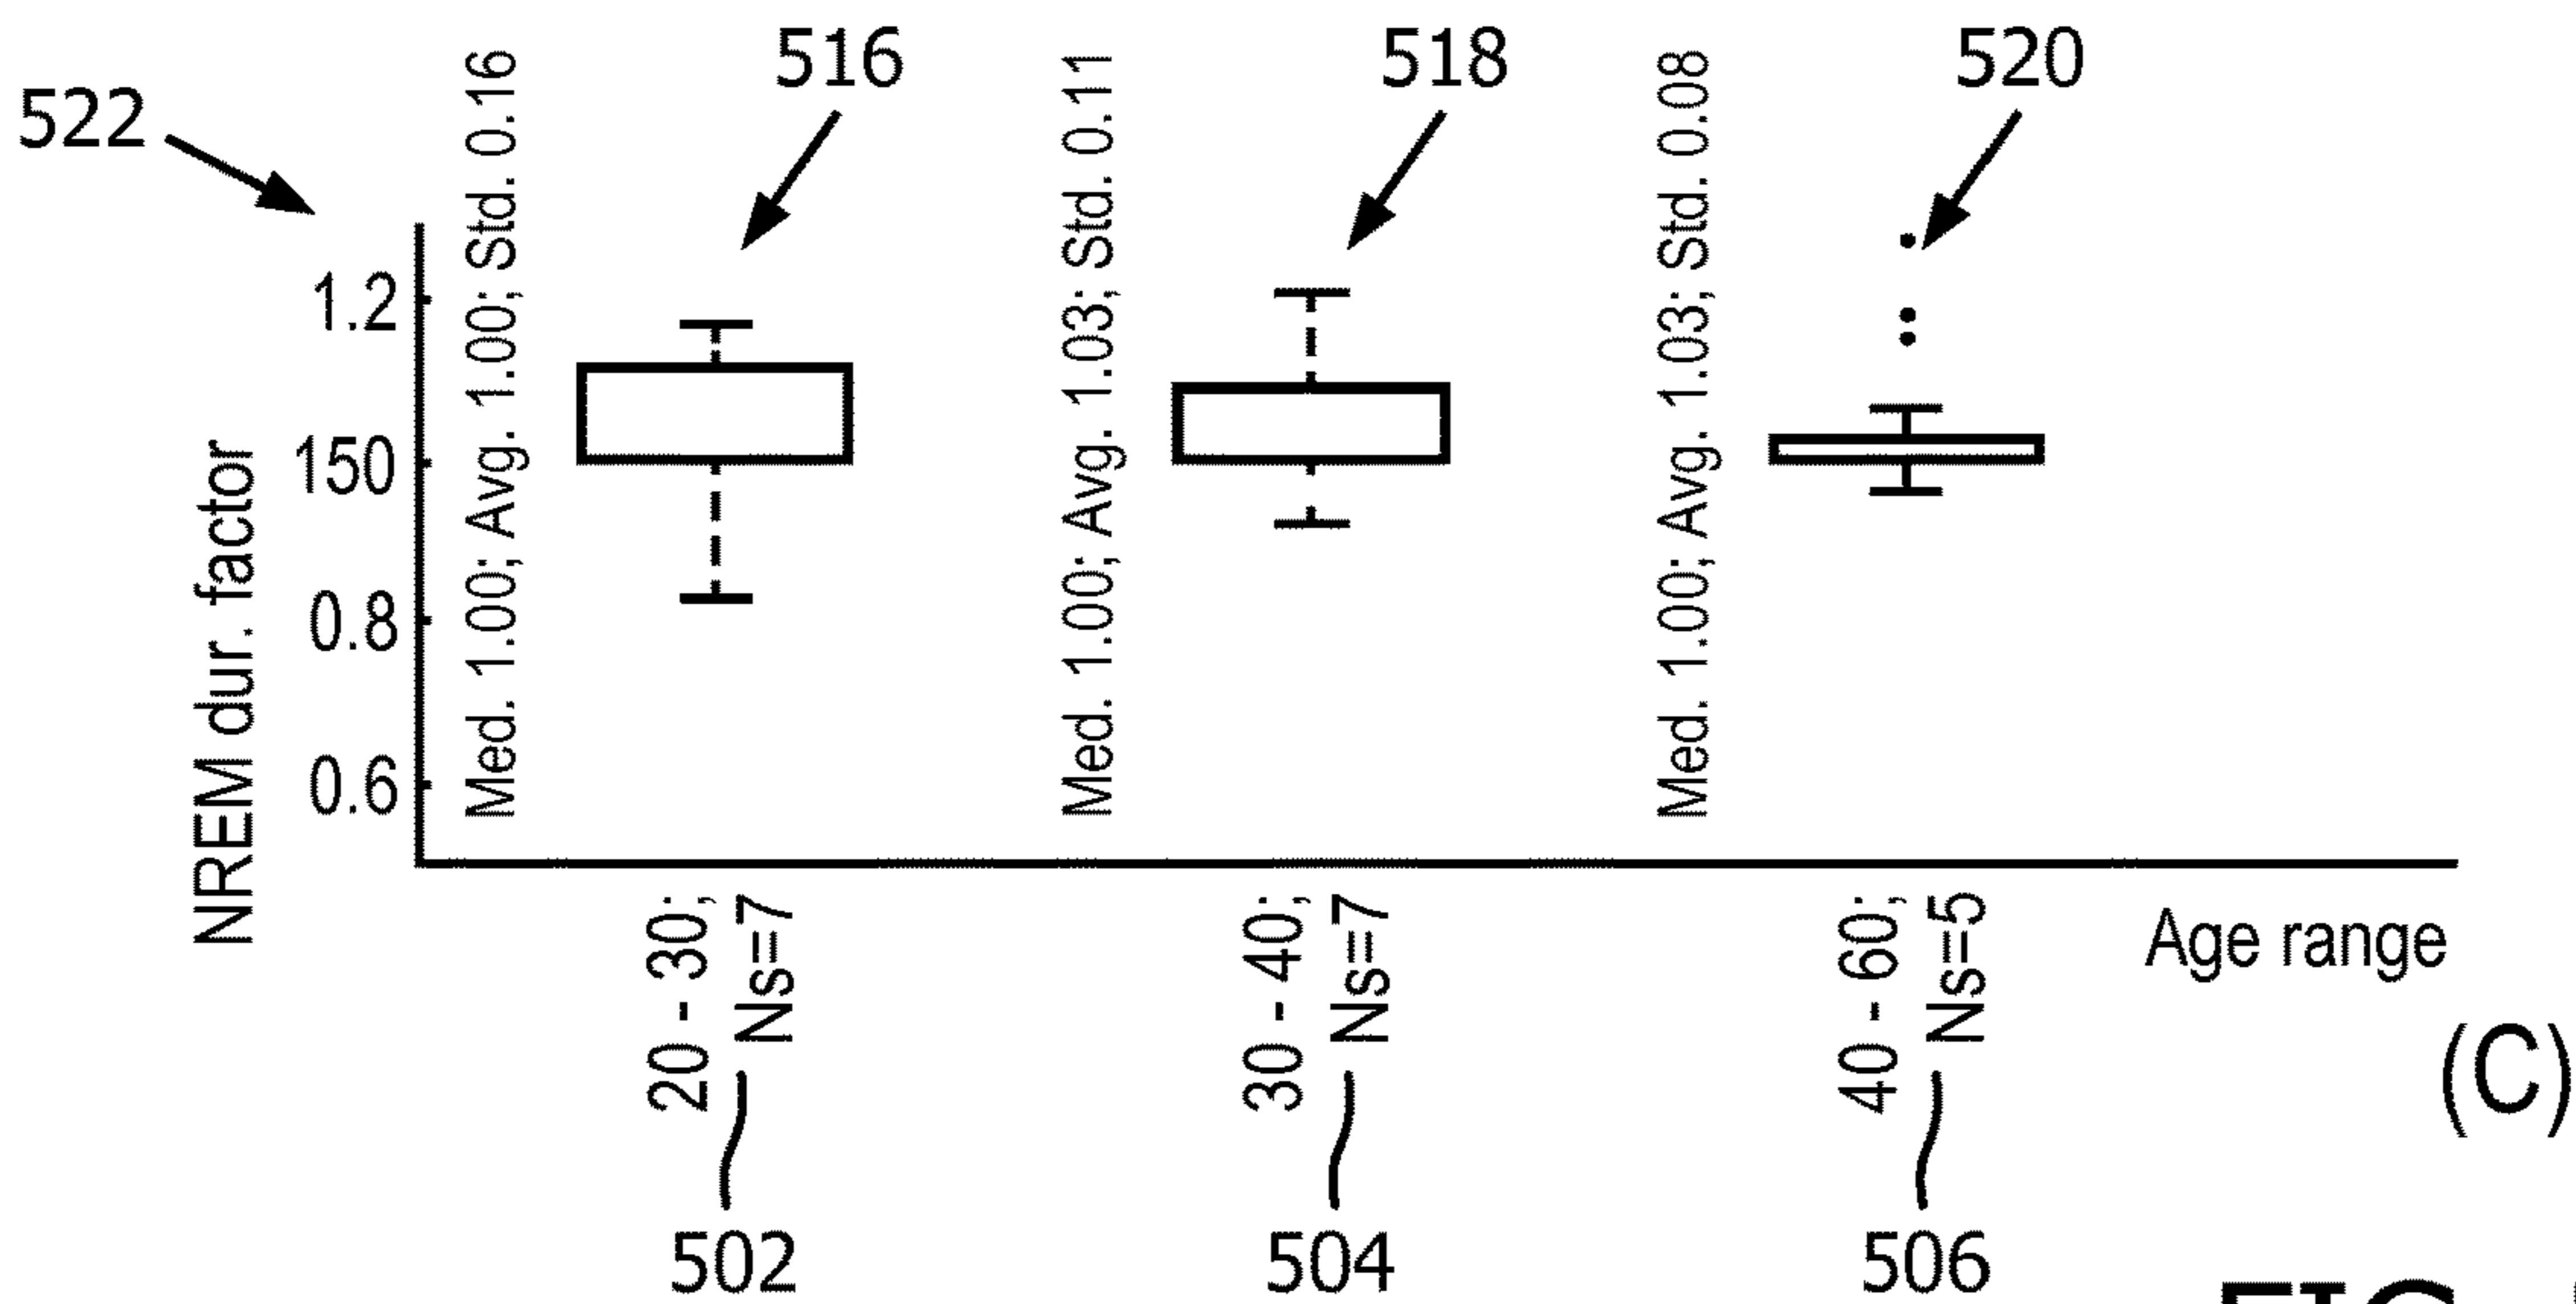 516
518
520
522
Med. 1.00; Avg. 1.00; Std. 0.16
Med. 1.00; Avg. 1.03; Std. 0.11
Med. 1.00; Avg. 1.03; Std. 0.08
1.2
150
0.8
0.6
NREM dur. factor
20 - 30;
Ns=7
30 - 40;
Ns=7
40 - 60;
Ns=5
Age range
(C)
502
504
506